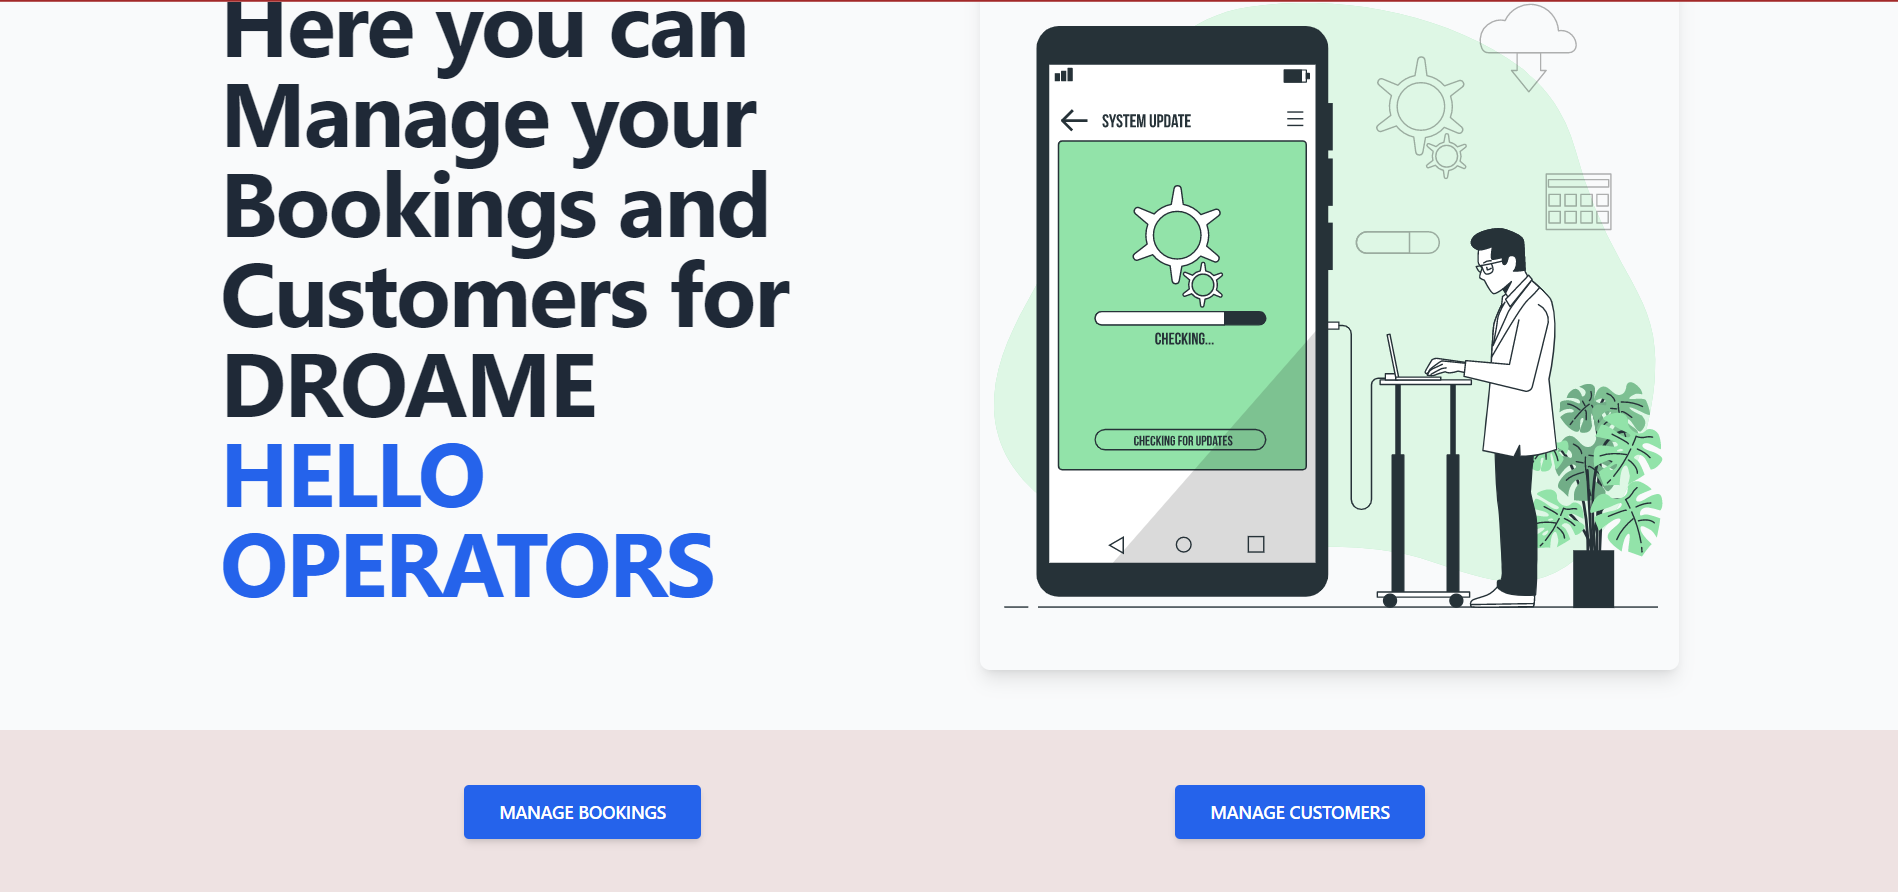 Here you can
Manage your
Bookings and
Customers for
DROAME
HELLO
OPERATORS
SYSTEM UPDATE
CHECKING...
CHECKING FOR UPDATES
MANAGE BOOKINGS
MANAGE CUSTOMERS